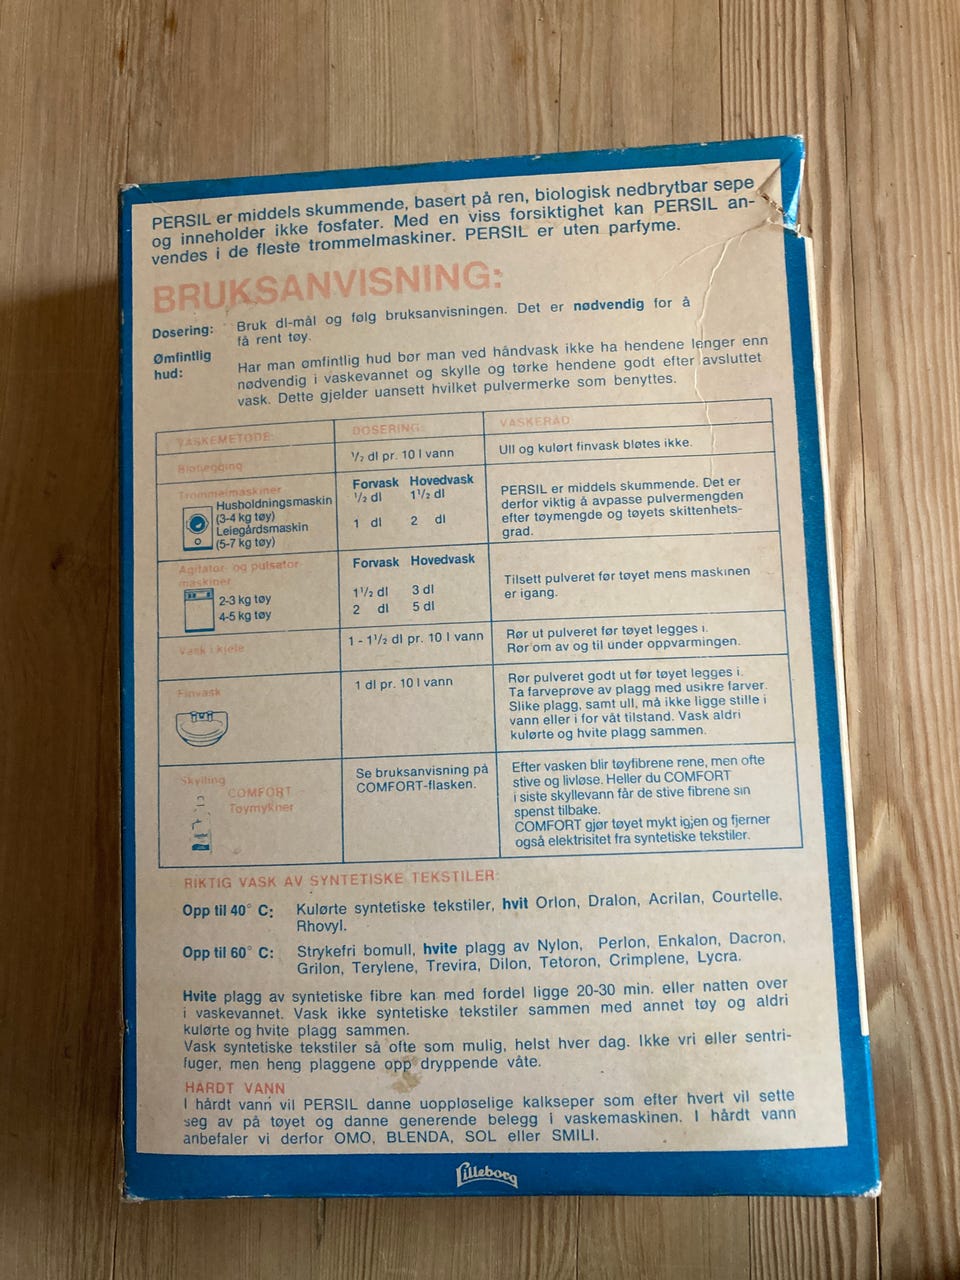 PERSIL er middels skummende, basert på ren, biologisk nedbrytbar sepe
og inneholder ikke fosfater. Med en viss forsiktighet kan PERSIL an-
vendes i de fleste trommelmaskiner. PERSIL er uten parfyme.
BRUKSANVISNING:
Dosering: Bruk dl-mål og følg bruksanvisningen. Det er nødvendig for å
få rent tøy.
Ømfintlig
hud:
Har man ømfintlig hud bør man ved håndvask ikke ha hendene lenger enn
nødvendig i vaskevannet og skylle og tørke hendene godt efter avsluttet
vask. Dette gjelder uansett hvilket pulvermerke som benyttes.
VASKEMETODE: DOSERING: VASKERÅD:
Bløtlegging 1/2 dl pr. 10 l vann Ull og kulørt finvask bløtes ikke.
Trommelmaskiner
Husholdningsmaskin
(3-4 kg tøy)
Leiegårdsmaskin
(5-7 kg tøy)
Forvask Hovedvask
1/2 dl 1 1/2 dl
1 dl 2 dl
PERSIL er middels skummende. Det er
derfor viktig å avpasse pulvermengden
efter tøymengde og tøyets skittenhets-
grad.
Agitator- og pulsator-
maskiner
2-3 kg tøy
4-5 kg tøy
Forvask Hovedvask
1 1/2 dl 3 dl
2 dl 5 dl
Tilsett pulveret før tøyet mens maskinen
er igang.
Vask i kjele
1 - 1 1/2 dl pr. 10 l vann
Rør ut pulveret før tøyet legges i.
Rør om av og til under oppvarmingen.
Finvask
1 dl pr. 10 l vann
Rør pulveret godt ut før tøyet legges i.
Ta farveprøve av plagg med usikre farver.
Slike plagg, samt ull, må ikke ligge stille i
vann eller i for våt tilstand. Vask aldri
kulørte og hvite plagg sammen.
Skylling
COMFORT
Tøymykner
Se bruksanvisning på
COMFORT-flasken.
Efter vasken blir tøyfibrene rene, men ofte
stive og livløse. Heller du COMFORT
i siste skyllevann får de stive fibrene sin
spenst tilbake.
COMFORT gjør tøyet mykt igjen og fjerner
også elektrisitet fra syntetiske tekstiler.
RIKTIG VASK AV SYNTETISKE TEKSTILER:
Opp til 40° C: Kulørte syntetiske tekstiler, hvit Orlon, Dralon, Acrilan, Courtelle,
Rhovyl.
Opp til 60° C: Strykefri bomull, hvite plagg av Nylon, Perlon, Enkalon, Dacron,
Grilon, Terylene, Trevira, Dilon, Tetoron, Crimplene, Lycra.
Hvite plagg av syntetiske fibre kan med fordel ligge 20-30 min. eller natten over
i vaskevannet. Vask ikke syntetiske tekstiler sammen med annet tøy og aldri
kulørte og hvite plagg sammen.
Vask syntetiske tekstiler så ofte som mulig, helst hver dag. Ikke vri eller sentri-
fuger, men heng plaggene opp dryppende våte.
HARDT VANN
I hårdt vann vil PERSIL danne uoppløselige kalkseper som efter hvert vil sette
seg av på tøyet og danne generende belegg i vaskemaskinen. I hårdt vann
anbefaler vi derfor OMO, BLENDA, SOL eller SMILI.
Lilleborg